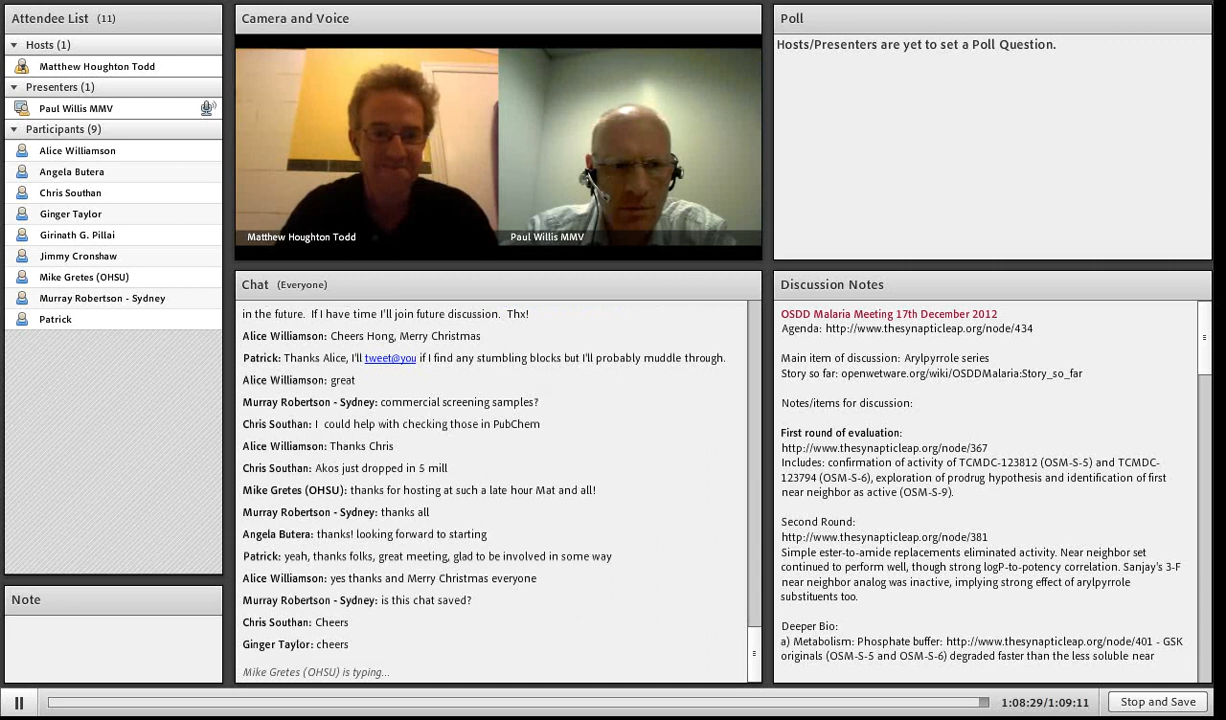 Attendee List (11)
Hosts (1)
Matthew Houghton Todd
Presenters (1)
Paul Willis MMV
Participants (9)
Alice Williamson
Angela Butera
Chris Southan
Ginger Taylor
Girinath G. Pillai
Jimmy Cronshaw
Mike Gretes (OHSU)
Murray Robertson - Sydney
Patrick
Note
Camera and Voice
Matthew Houghton Todd
Paul Willis MMV
Chat (Everyone)
in the future. If I have time I'll join future discussion. Thx!
Alice Williamson: Cheers Hong, Merry Christmas
Patrick: Thanks Alice, I'll tweet@you if I find any stumbling blocks but I'll probably muddle through.
Alice Williamson: great
Murray Robertson - Sydney: commercial screening samples?
Chris Southan: I could help with checking those in PubChem
Alice Williamson: Thanks Chris
Chris Southan: Akos just dropped in 5 mill
Mike Gretes (OHSU): thanks for hosting at such a late hour Mat and all!
Murray Robertson - Sydney: thanks all
Angela Butera: thanks! looking forward to starting
Patrick: yeah, thanks folks, great meeting, glad to be involved in some way
Alice Williamson: yes thanks and Merry Christmas everyone
Murray Robertson - Sydney: is this chat saved?
Chris Southan: Cheers
Ginger Taylor: cheers
Mike Gretes (OHSU) is typing...
Poll
Hosts/Presenters are yet to set a Poll Question.
Discussion Notes
OSDD Malaria Meeting 17th December 2012
Agenda: http://www.thesynapticleap.org/node/434
Main item of discussion: Arylpyrrole series
Story so far: openwetware.org/wiki/OSDDMalaria:Story_so_far
Notes/items for discussion:
First round of evaluation:
http://www.thesynapticleap.org/node/367
Includes: confirmation of activity of TCMDC-123812 (OSM-S-5) and TCMDC-
123794 (OSM-S-6), exploration of prodrug hypothesis and identification of first
near neighbor as active (OSM-S-9).
Second Round:
http://www.thesynapticleap.org/node/381
Simple ester-to-amide replacements eliminated activity. Near neighbor set
continued to perform well, though strong logP-to-potency correlation. Sanjay's 3-F
near neighbor analog was inactive, implying strong effect of arylpyrrole
substituents too.
Deeper Bio:
a) Metabolism: Phosphate buffer: http://www.thesynapticleap.org/node/401 - GSK
originals (OSM-S-5 and OSM-S-6) degraded faster than the less soluble near
1:08:29/1:09:11
Stop and Save